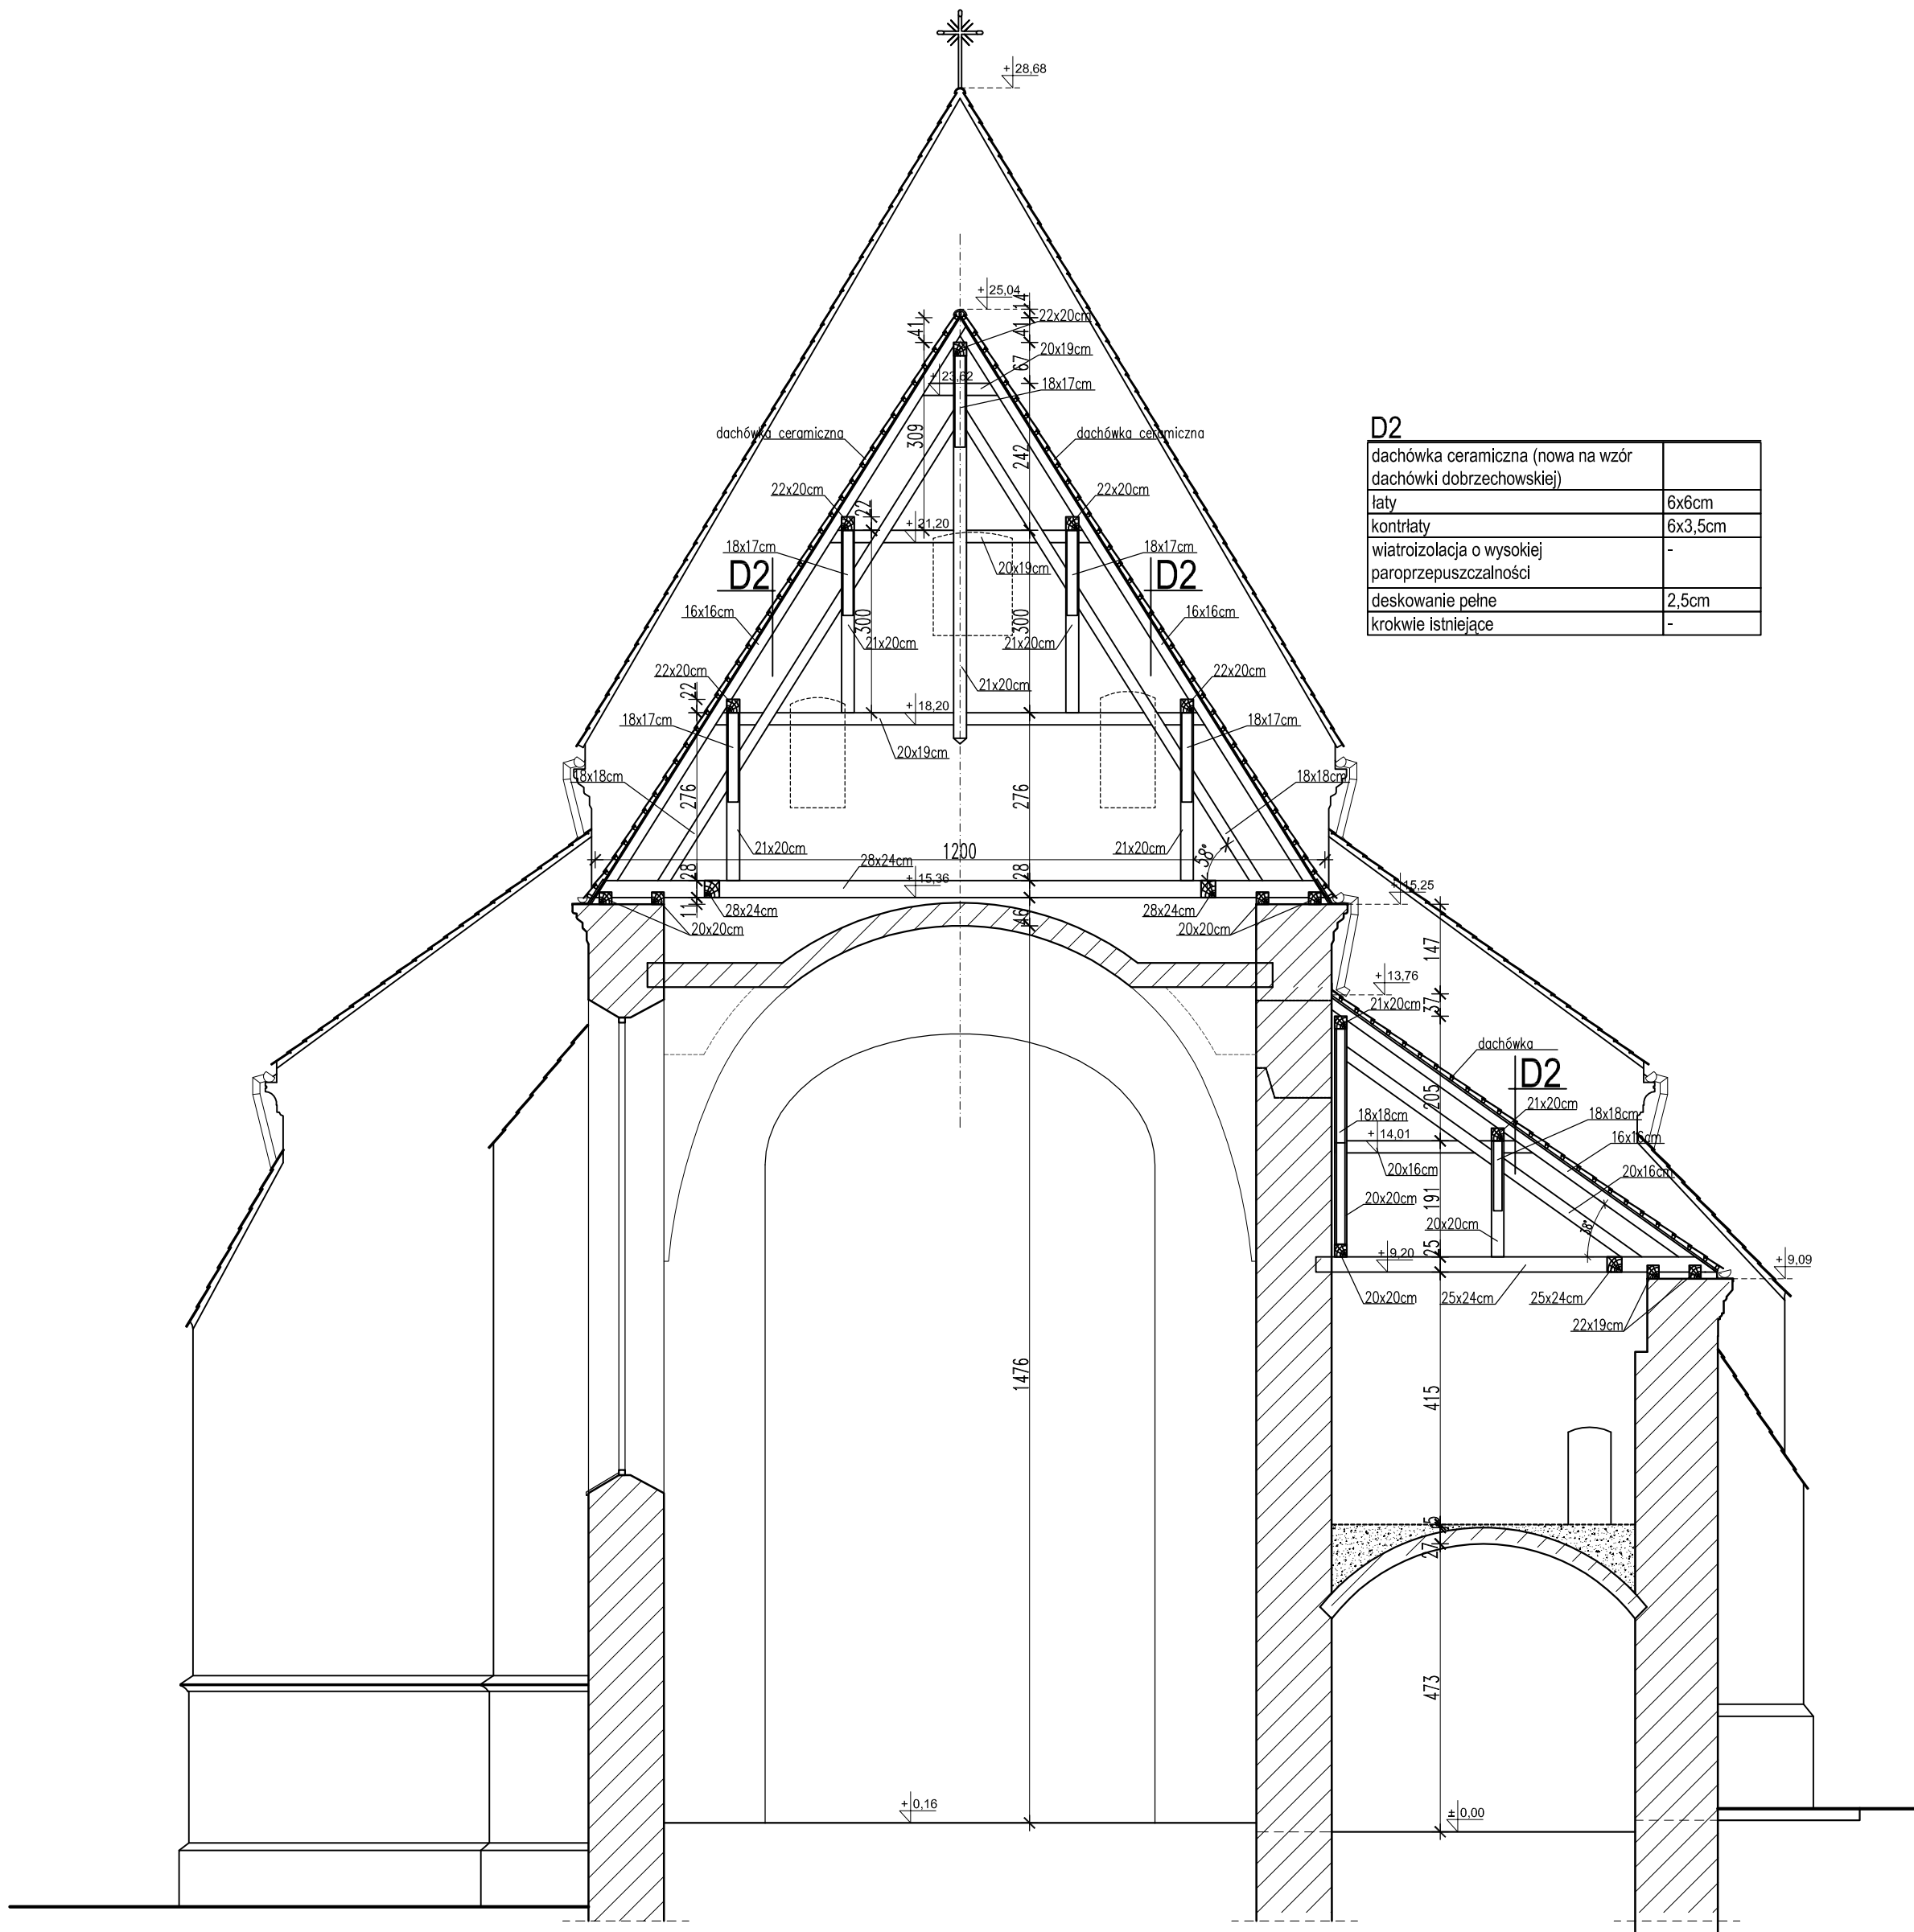 + 28,68
+ 25,04
14
41
41
22x20cm
20x19cm
67
+ 23,62
18x17cm
dachówka ceramiczna
309
242
dachówka ceramiczna
D2
dachówka ceramiczna (nowa na wzór
dachówki dobrzechowskiej)
łaty 6x6cm
kontrłaty 6x3,5cm
wiatroizolacja o wysokiej -
paroprzepuszczalności
deskowanie pełne 2,5cm
krokwie istniejące -
22x20cm
22
22x20cm
+ 21,20
18x17cm
18x17cm
20x19cm
D2
D2
16x16cm
300
300
16x16cm
21x20cm
21x20cm
22x20cm
22x20cm
22
21x20cm
+ 18,20
18x17cm
18x17cm
20x19cm
18x18cm
18x18cm
276
276
21x20cm
1200
21x20cm
58°
28x24cm
28
28
+ 15,36
+ 15,25
11
28x24cm
46
28x24cm
20x20cm
20x20cm
147
+ 13,76
37
21x20cm
dachówka
D2
205
21x20cm
18x18cm
18x18cm
+ 14,01
16x16cm
20x16cm
20x16cm
191
20x20cm
20x20cm
38°
25
+ 9,20
+ 9,09
20x20cm
25x24cm
25x24cm
22x19cm
1476
415
5
27
473
+ 0,16
± 0,00